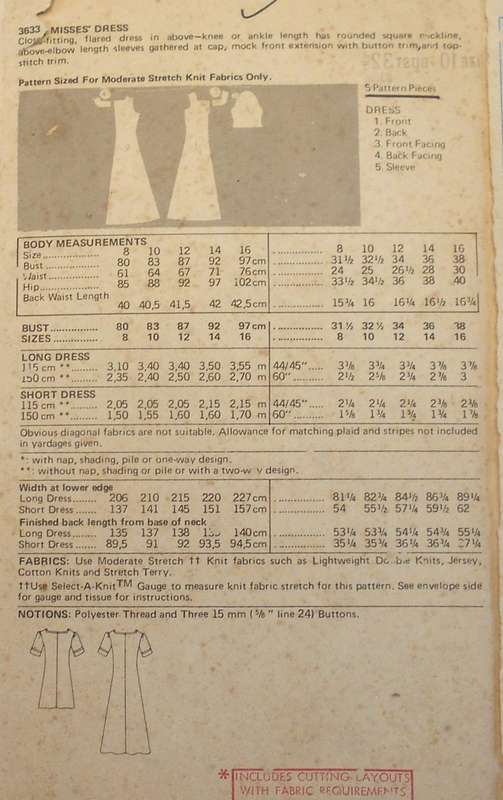 3633 MISSES' DRESS
Close-fitting, flared dress in above-knee or ankle length has rounded square neckline,
above-elbow length sleeves gathered at cap, mock front extension with button trim, and top-
stitch trim.
Pattern Sized For Moderate Stretch Knit Fabrics Only.
5 Pattern Pieces
DRESS
1. Front
2. Back
3. Front Facing
4. Back Facing
5. Sleeve
BODY MEASUREMENTS
Size 8 10 12 14 16 8 10 12 14 16
Bust 80 83 87 92 97cm 31½ 32½ 34 36 38
Waist 61 64 67 71 76cm 24 25 26½ 28 30
Hip 85 88 92 97 102cm 33½ 34½ 36 38 40
Back Waist Length
40 40,5 41,5 42 42,5cm 15¾ 16 16¼ 16½ 16¾
BUST 80 83 87 92 97cm 31½ 32½ 34 36 38
SIZES 8 10 12 14 16 8 10 12 14 16
LONG DRESS
115 cm ** 3,10 3,40 3,40 3,50 3,55 m 44/45" 3⅜ 3¾ 3¾ 3⅞ 3⅞
150 cm ** 2,35 2,40 2,50 2,60 2,70 m 60" 2½ 2⅝ 2¾ 2⅞ 3
SHORT DRESS
115 cm ** 2,05 2,05 2,05 2,15 2,15 m 44/45" 2¼ 2¼ 2¼ 2⅜ 2⅜
150 cm ** 1,50 1,55 1,60 1,60 1,70 m 60" 1⅝ 1¾ 1¾ 1¾ 1⅞
Obvious diagonal fabrics are not suitable. Allowance for matching plaid and stripes not included
in yardages given.
*: with nap, shading, pile or one-way design.
**: without nap, shading or pile or with a two-w y design.
Width at lower edge
Long Dress 206 210 215 220 227cm 81¼ 82¾ 84½ 86¾ 89¼
Short Dress 137 141 145 151 157cm 54 55½ 57¼ 59½ 62
Finished back length from base of neck
Long Dress 135 137 138 140cm 53¼ 53¾ 54¼ 54¾ 55¼
Short Dress 89,5 91 92 93,5 94,5cm 35¼ 35¾ 36¼ 36¾ 37¼
FABRICS: Use Moderate Stretch †† Knit fabrics such as Lightweight Double Knits, Jersey,
Cotton Knits and Stretch Terry.
††Use Select-A-Knit™ Gauge to measure knit fabric stretch for this pattern. See envelope side
for gauge and tissue for instructions.
NOTIONS: Polyester Thread and Three 15 mm (⅝" line 24) Buttons.
* INCLUDES CUTTING LAYOUTS
WITH FABRIC REQUIREMENTS